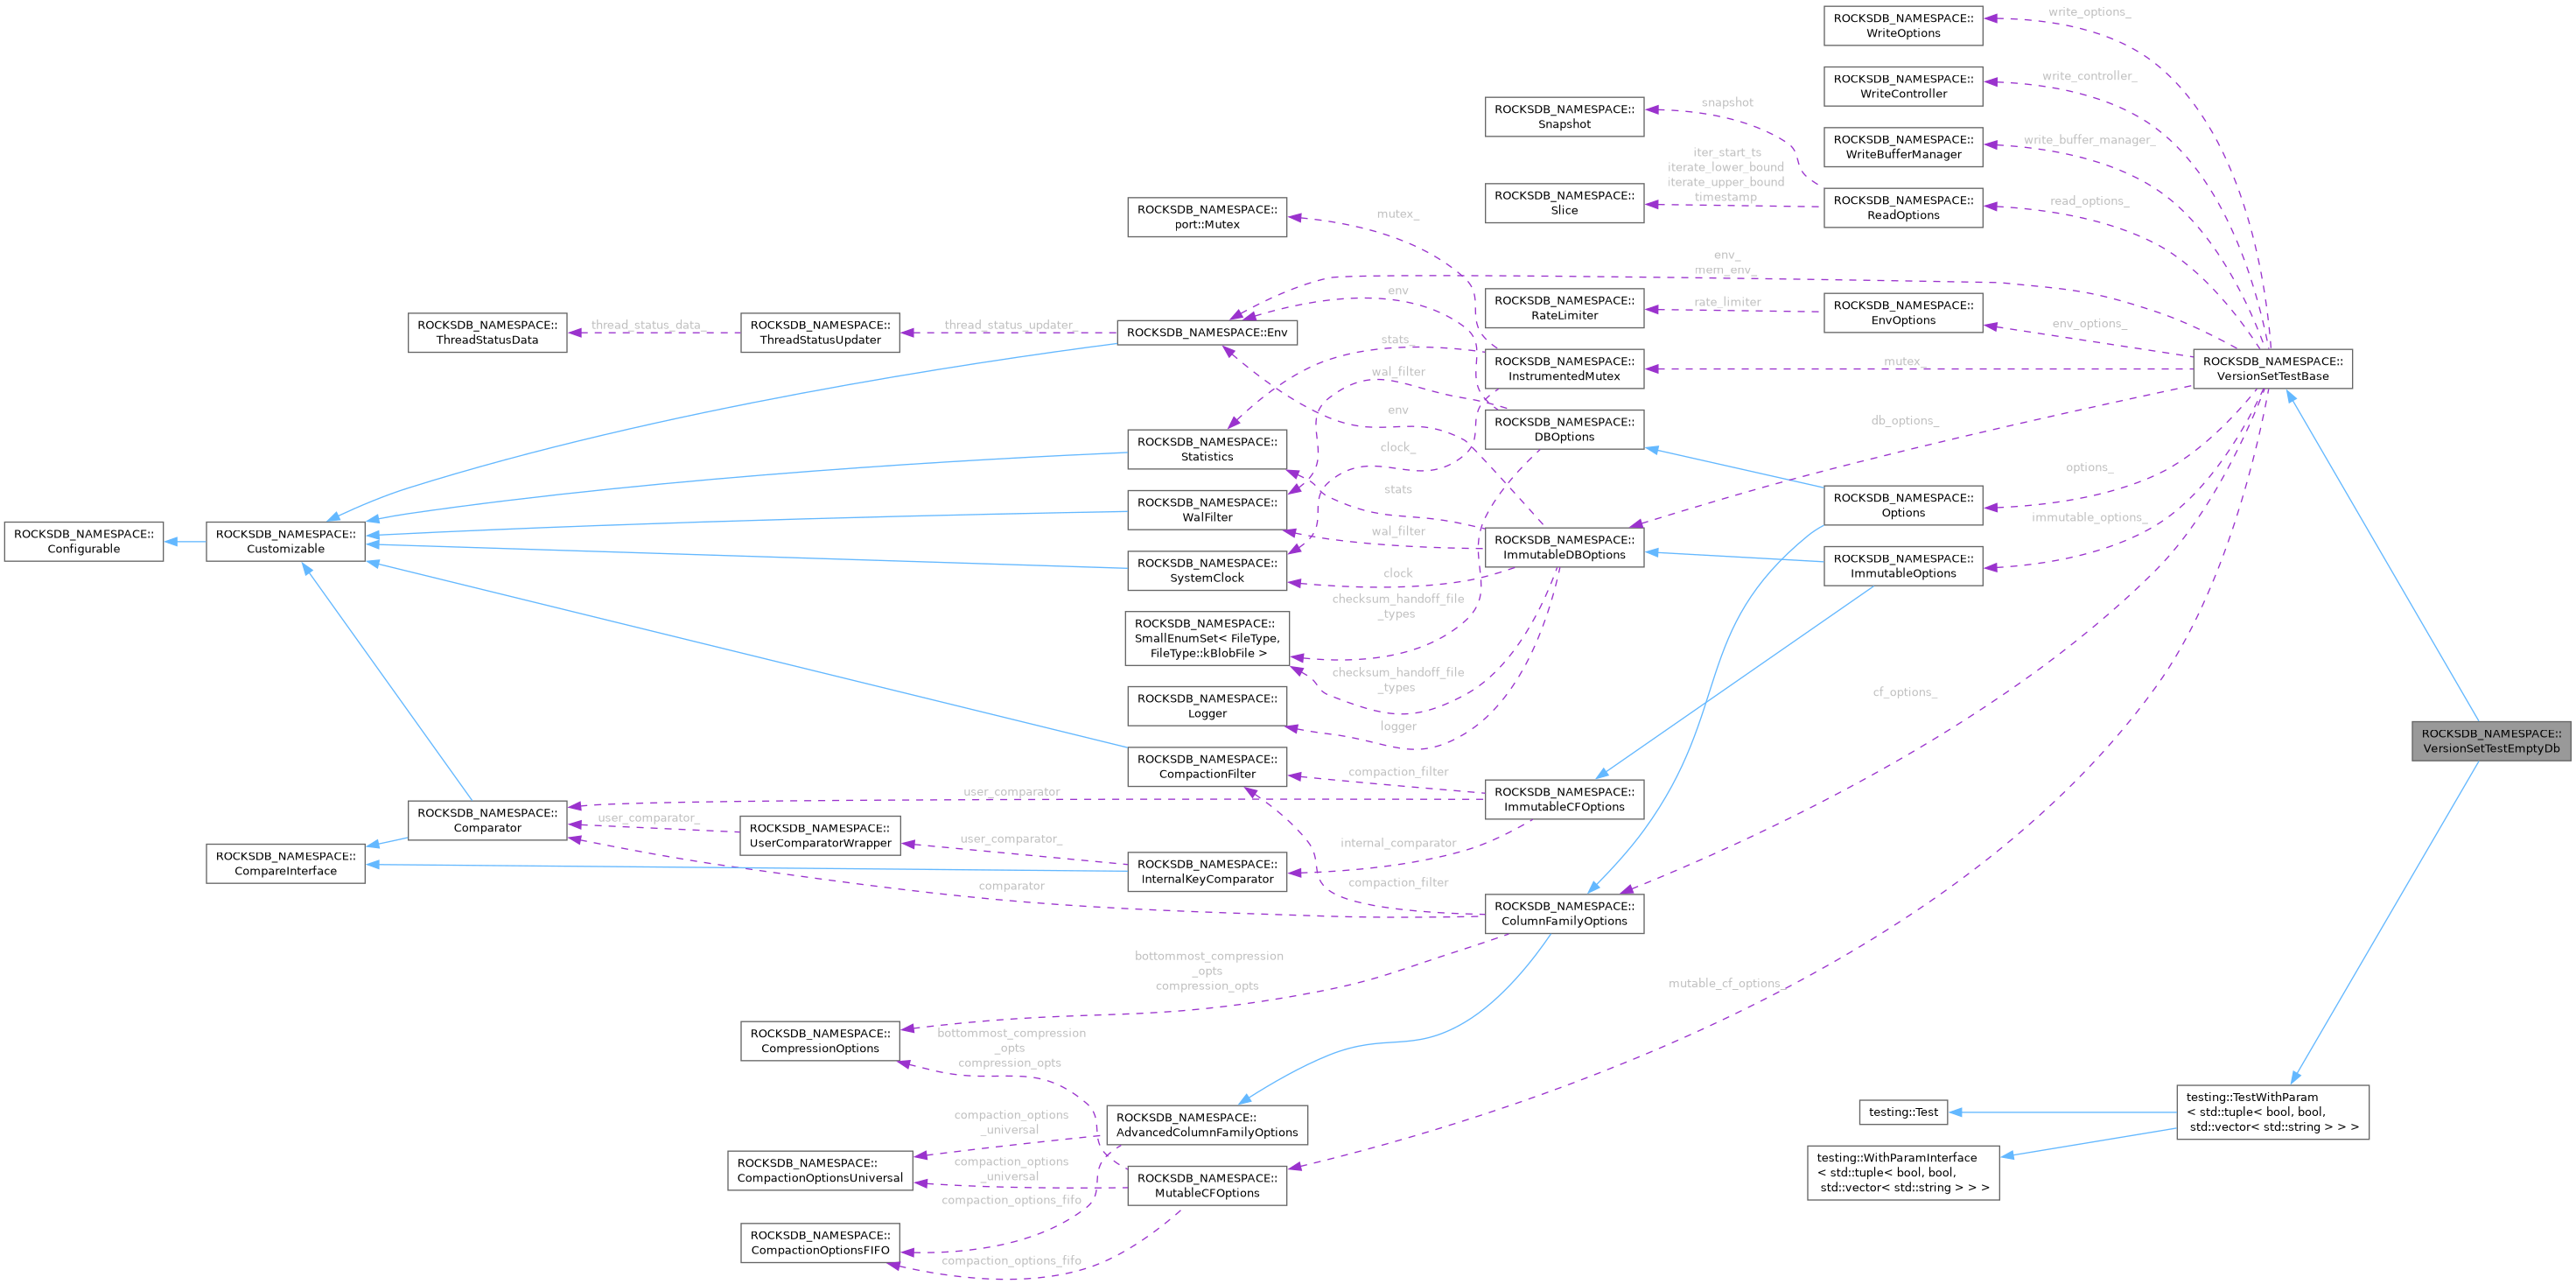 ROCKSDB_NAMESPACE::
WriteOptions
write_options_
ROCKSDB_NAMESPACE::
WriteController
write_controller_
ROCKSDB_NAMESPACE::
Snapshot
snapshot
ROCKSDB_NAMESPACE::
WriteBufferManager
write_buffer_manager_
iter_start_ts
iterate_lower_bound
iterate_upper_bound
timestamp
ROCKSDB_NAMESPACE::
Slice
ROCKSDB_NAMESPACE::
ReadOptions
read_options_
ROCKSDB_NAMESPACE::
port::Mutex
mutex_
env_
mem_env_
env
ROCKSDB_NAMESPACE::
RateLimiter
rate_limiter
ROCKSDB_NAMESPACE::
EnvOptions
env_options_
ROCKSDB_NAMESPACE::
ThreadStatusData
thread_status_data_
ROCKSDB_NAMESPACE::
ThreadStatusUpdater
thread_status_updater_
ROCKSDB_NAMESPACE::Env
stats_
ROCKSDB_NAMESPACE::
InstrumentedMutex
mutex_
ROCKSDB_NAMESPACE::
VersionSetTestBase
wal_filter
env
ROCKSDB_NAMESPACE::
DBOptions
db_options_
ROCKSDB_NAMESPACE::
Statistics
clock_
options_
stats
ROCKSDB_NAMESPACE::
WalFilter
ROCKSDB_NAMESPACE::
Options
immutable_options_
wal_filter
ROCKSDB_NAMESPACE::
Configurable
ROCKSDB_NAMESPACE::
Customizable
ROCKSDB_NAMESPACE::
ImmutableDBOptions
ROCKSDB_NAMESPACE::
SystemClock
clock
ROCKSDB_NAMESPACE::
ImmutableOptions
checksum_handoff_file
_types
ROCKSDB_NAMESPACE::
SmallEnumSet< FileType,
FileType::kBlobFile >
checksum_handoff_file
_types
ROCKSDB_NAMESPACE::
Logger
logger
cf_options_
ROCKSDB_NAMESPACE::
VersionSetTestEmptyDb
ROCKSDB_NAMESPACE::
CompactionFilter
compaction_filter
ROCKSDB_NAMESPACE::
ImmutableCFOptions
user_comparator
ROCKSDB_NAMESPACE::
Comparator
user_comparator_
ROCKSDB_NAMESPACE::
UserComparatorWrapper
user_comparator_
internal_comparator
ROCKSDB_NAMESPACE::
CompareInterface
ROCKSDB_NAMESPACE::
InternalKeyComparator
comparator
compaction_filter
ROCKSDB_NAMESPACE::
ColumnFamilyOptions
bottommost_compression
_opts
compression_opts
mutable_cf_options_
ROCKSDB_NAMESPACE::
CompressionOptions
bottommost_compression
_opts
compression_opts
compaction_options
_universal
ROCKSDB_NAMESPACE::
AdvancedColumnFamilyOptions
testing::Test
testing::TestWithParam
< std::tuple< bool, bool,
std::vector< std::string > > >
ROCKSDB_NAMESPACE::
CompactionOptionsUniversal
compaction_options
_universal
ROCKSDB_NAMESPACE::
MutableCFOptions
testing::WithParamInterface
< std::tuple< bool, bool,
std::vector< std::string > > >
compaction_options_fifo
ROCKSDB_NAMESPACE::
CompactionOptionsFIFO
compaction_options_fifo